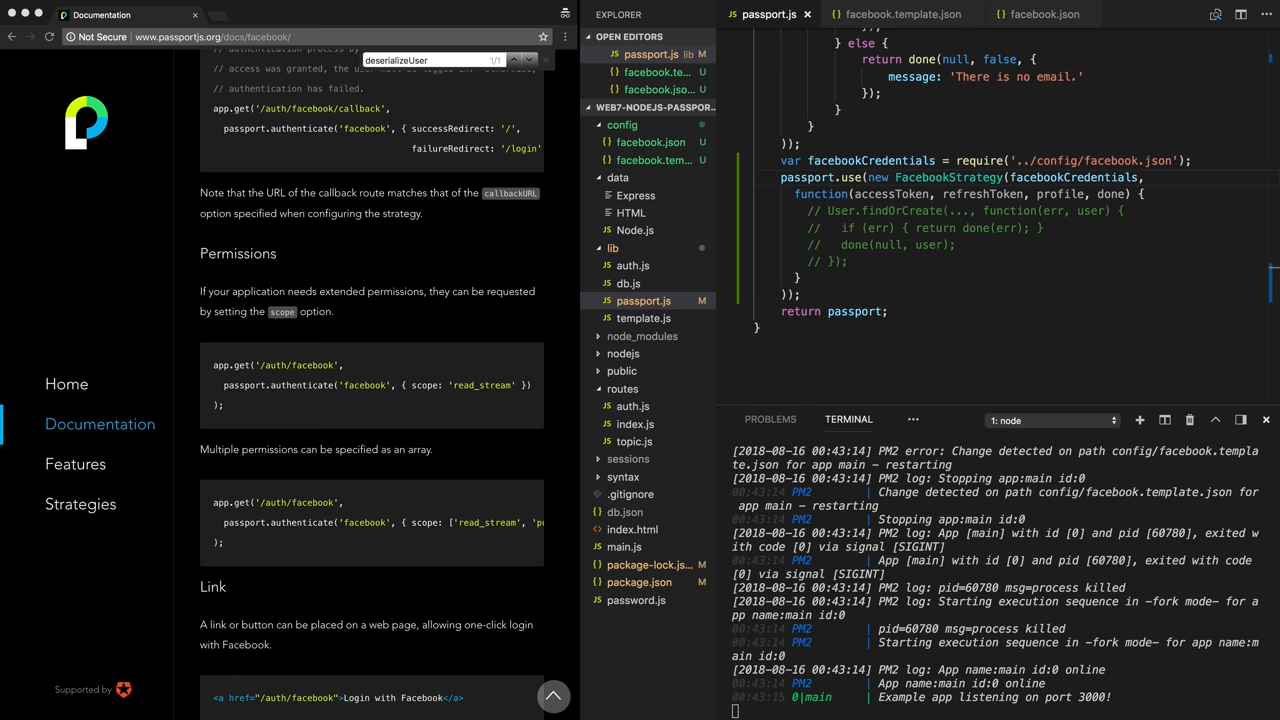 Documentation
Not Secure | www.passportjs.org/docs/facebook/
deserializeUser 1/1
// authentication process by
// access was granted, the user will be logged in. Otherwise,
// authentication has failed.
app.get('/auth/facebook/callback',
passport.authenticate('facebook', { successRedirect: '/',
failureRedirect: '/login'
Note that the URL of the callback route matches that of the callbackURL
option specified when configuring the strategy.
Permissions
If your application needs extended permissions, they can be requested
by setting the scope option.
app.get('/auth/facebook',
passport.authenticate('facebook', { scope: 'read_stream' })
);
Multiple permissions can be specified as an array.
app.get('/auth/facebook',
passport.authenticate('facebook', { scope: ['read_stream', 'pu
);
Link
A link or button can be placed on a web page, allowing one-click login
with Facebook.
<a href="/auth/facebook">Login with Facebook</a>
Home
Documentation
Features
Strategies
Supported by
EXPLORER
OPEN EDITORS
JS passport.js lib M
{} facebook.te... U
{} facebook.jso... U
WEB7-NODEJS-PASSPOR...
config
{} facebook.json U
{} facebook.tem... U
data
Express
HTML
Node.js
lib
JS auth.js
JS db.js
JS passport.js M
JS template.js
node_modules
nodejs
public
routes
JS auth.js
JS index.js
JS topic.js
sessions
syntax
.gitignore
{} db.json
<> index.html
JS main.js
{} package-lock.js... M
{} package.json M
JS password.js
JS passport.js
{} facebook.template.json
{} facebook.json
});
} else {
return done(null, false, {
message: 'There is no email.'
});
}
}
));
var facebookCredentials = require('../config/facebook.json');
passport.use(new FacebookStrategy(facebookCredentials,
function(accessToken, refreshToken, profile, done) {
// User.findOrCreate(..., function(err, user) {
// if (err) { return done(err); }
// done(null, user);
// });
}
));
return passport;
}
PROBLEMS TERMINAL ... 1: node
[2018-08-16 00:43:14] PM2 error: Change detected on path config/facebook.templa
te.json for app main - restarting
[2018-08-16 00:43:14] PM2 log: Stopping app:main id:0
00:43:14 PM2 | Change detected on path config/facebook.template.json for
app main - restarting
00:43:14 PM2 | Stopping app:main id:0
[2018-08-16 00:43:14] PM2 log: App [main] with id [0] and pid [60780], exited w
ith code [0] via signal [SIGINT]
00:43:14 PM2 | App [main] with id [0] and pid [60780], exited with code
[0] via signal [SIGINT]
[2018-08-16 00:43:14] PM2 log: pid=60780 msg=process killed
[2018-08-16 00:43:14] PM2 log: Starting execution sequence in -fork mode- for a
pp name:main id:0
00:43:14 PM2 | pid=60780 msg=process killed
00:43:14 PM2 | Starting execution sequence in -fork mode- for app name:m
ain id:0
[2018-08-16 00:43:14] PM2 log: App name:main id:0 online
00:43:14 PM2 | App name:main id:0 online
00:43:15 0|main | Example app listening on port 3000!